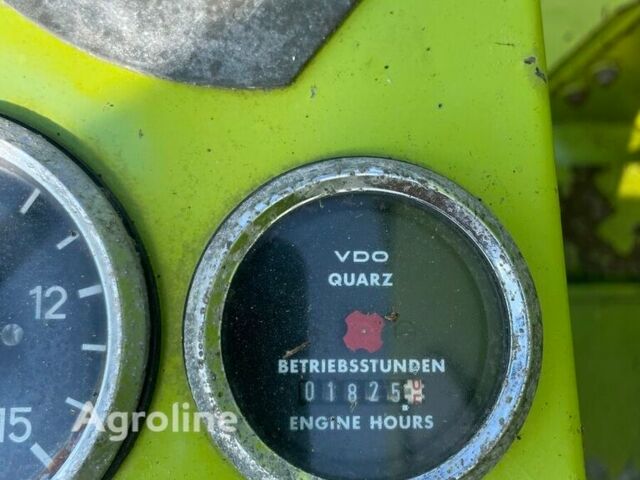 VDO
QUARZ
BETRIEBSSTUNDEN
01825
ENGINE HOURS
12
15
Agroline